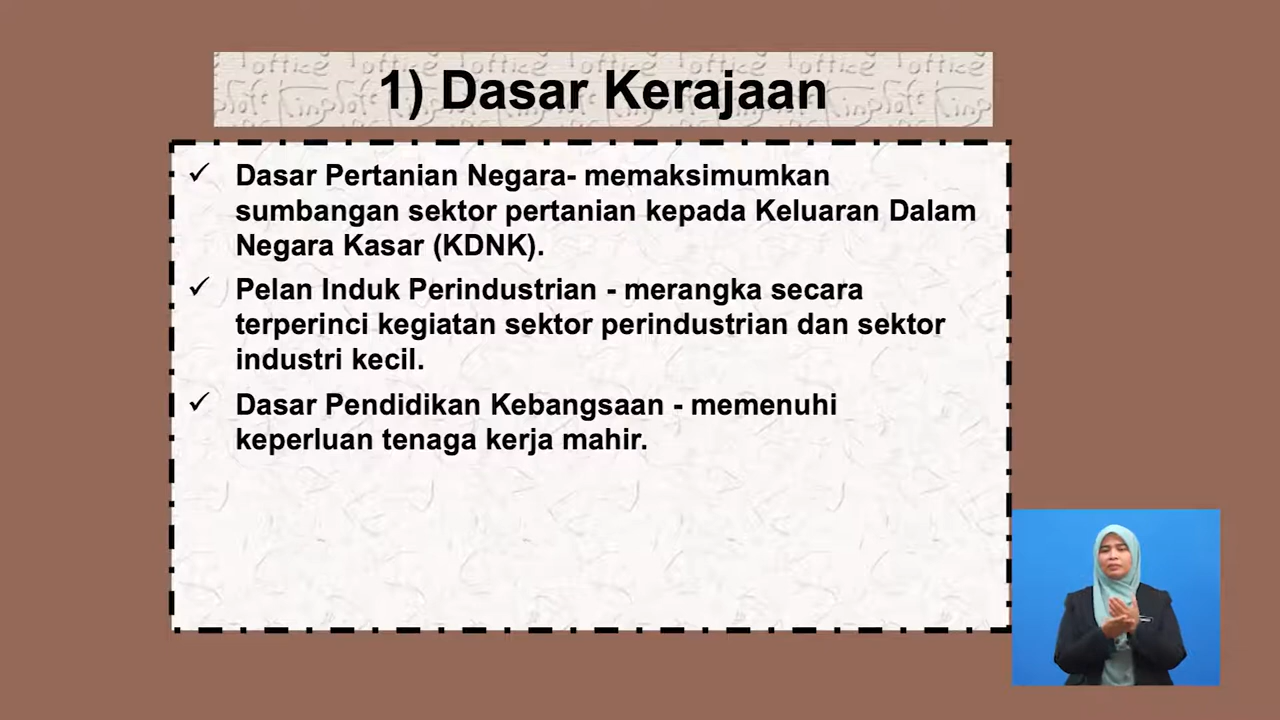 1) Dasar Kerajaan
✓ Dasar Pertanian Negara- memaksimumkan
sumbangan sektor pertanian kepada Keluaran Dalam
Negara Kasar (KDNK).
✓ Pelan Induk Perindustrian - merangka secara
terperinci kegiatan sektor perindustrian dan sektor
industri kecil.
✓ Dasar Pendidikan Kebangsaan - memenuhi
keperluan tenaga kerja mahir.